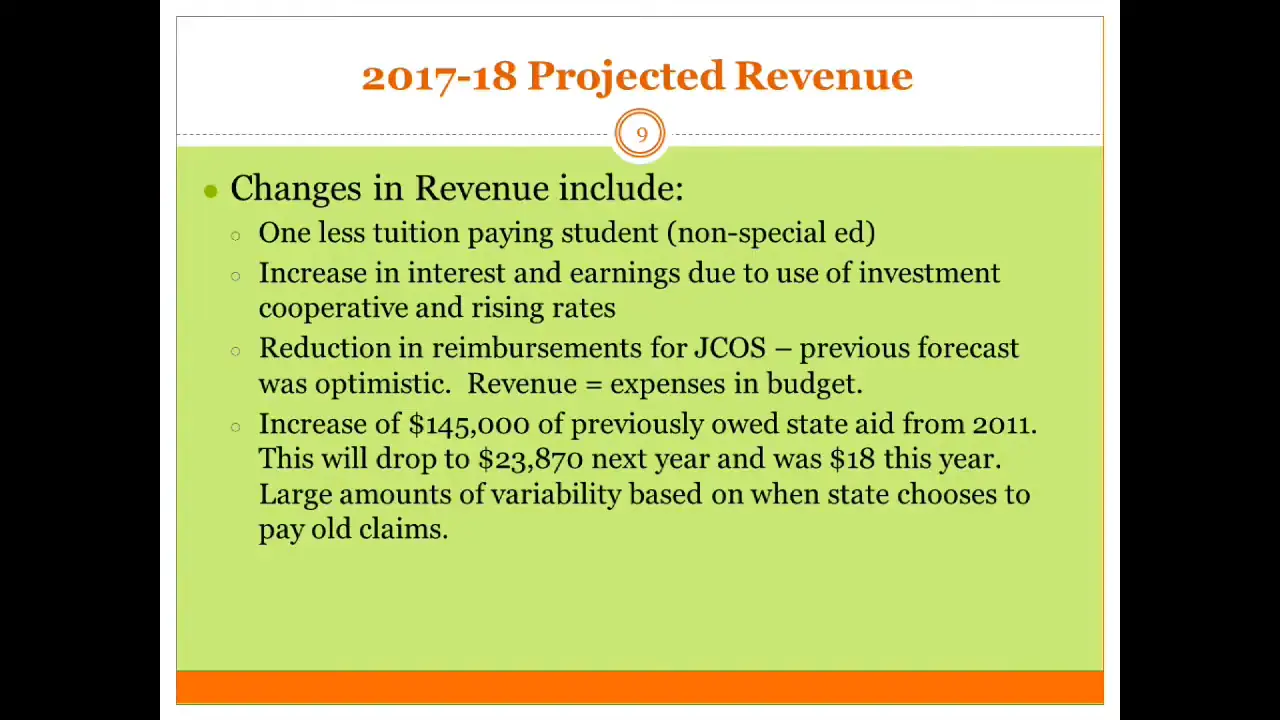 2017-18 Projected Revenue
9
Changes in Revenue include:
One less tuition paying student (non-special ed)
Increase in interest and earnings due to use of investment
cooperative and rising rates
Reduction in reimbursements for JCOS – previous forecast
was optimistic.  Revenue = expenses in budget.
Increase of $145,000 of previously owed state aid from 2011.
This will drop to $23,870 next year and was $18 this year.
Large amounts of variability based on when state chooses to
pay old claims.